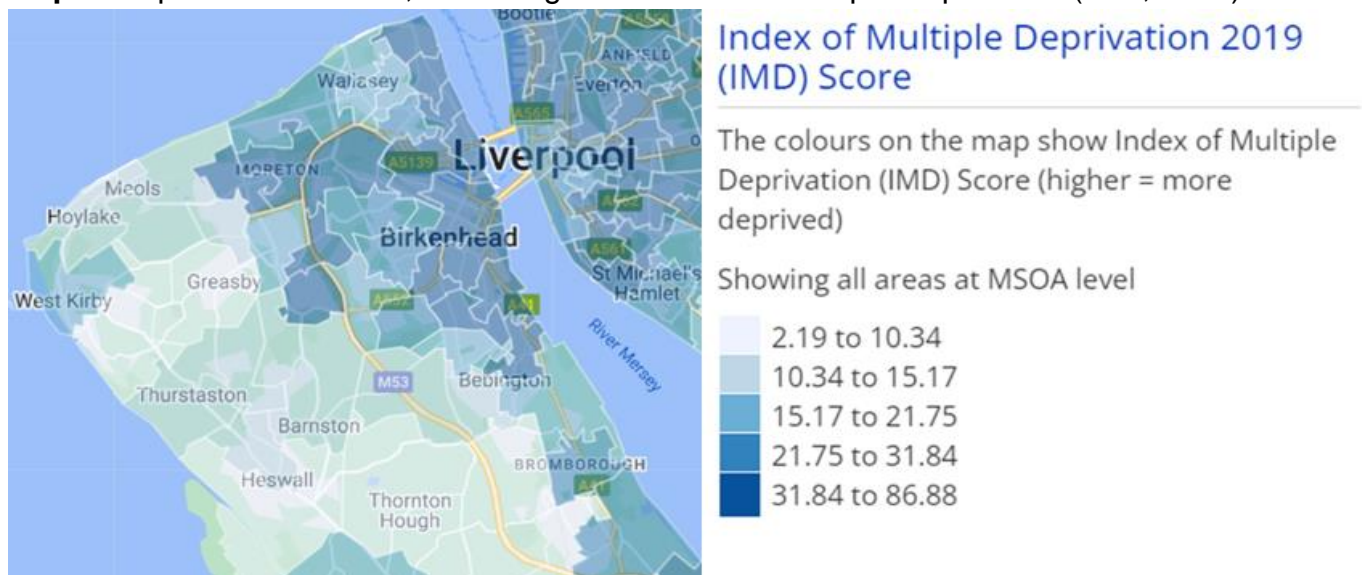 Bootle
ANFIELD
Wallasey
Everton
A565
Liverpool
A5139
MORETON
Meols
Hoylake
A562
Birkenhead
A561
Greasby
St Michael's
Hamlet
West Kirby
A552
A41
River Mersey
M53
Bebington
Thurstaston
Barnston
BROMBOROUGH
Heswall
A41
Thornton
Hough
Index of Multiple Deprivation 2019
(IMD) Score
The colours on the map show Index of Multiple
Deprivation (IMD) Score (higher = more
deprived)
Showing all areas at MSOA level
2.19 to 10.34
10.34 to 15.17
15.17 to 21.75
21.75 to 31.84
31.84 to 86.88